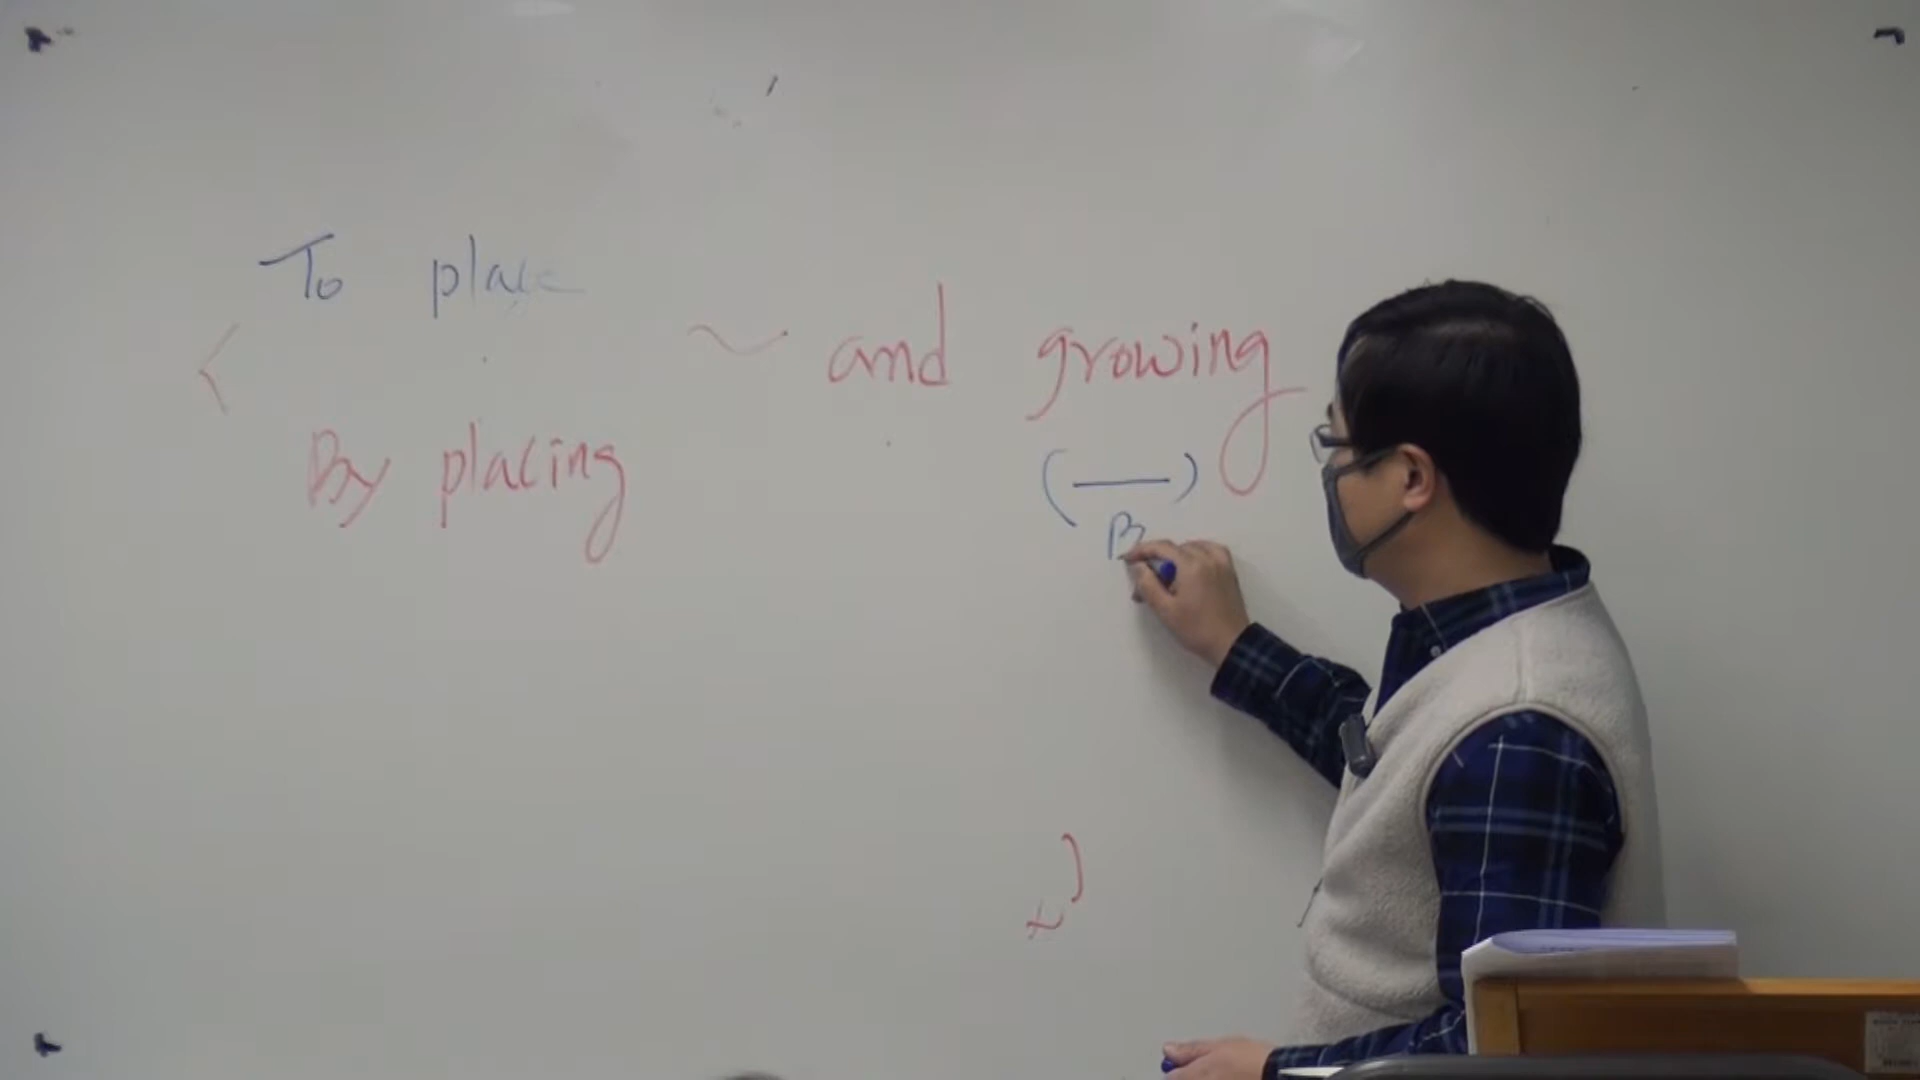 To place
~ and growing
By placing
(—)
B